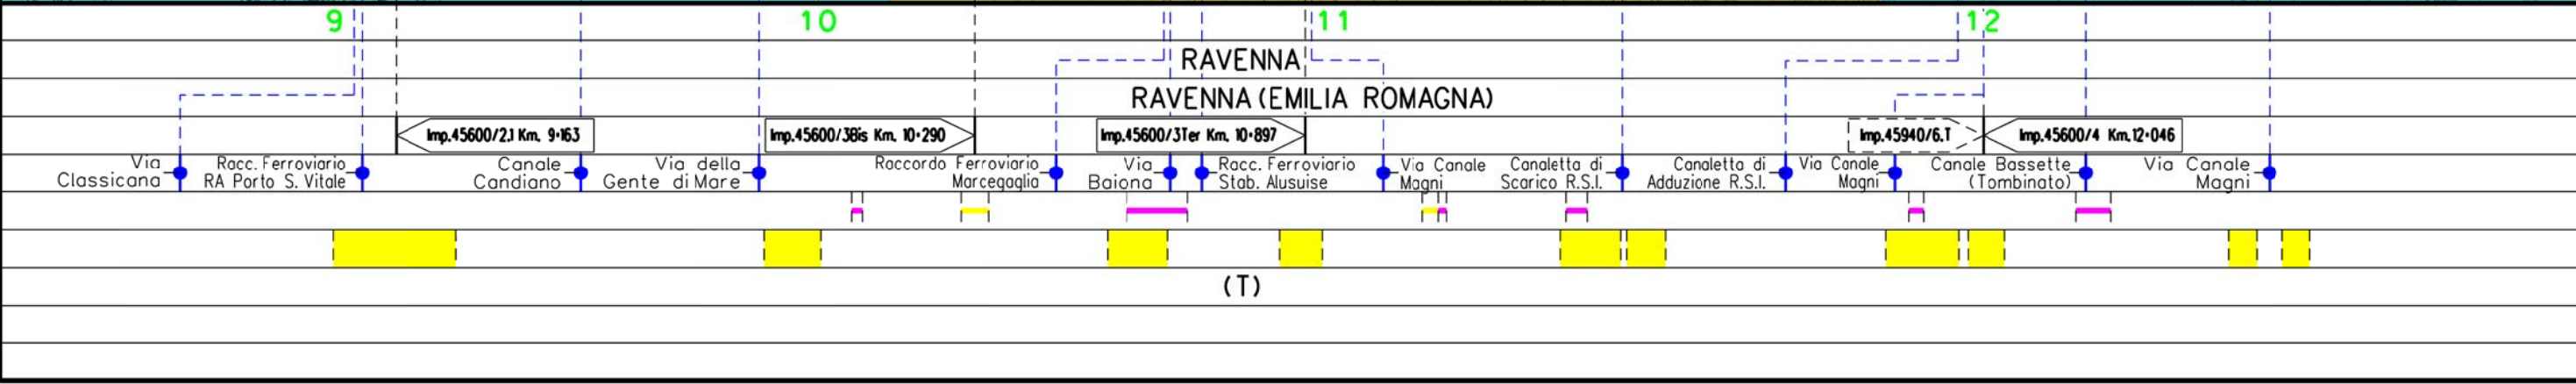 9 10 11 12
RAVENNA
RAVENNA (EMILIA ROMAGNA)
Imp.45600/2.1 Km. 9+163
Imp.45600/3Bis Km. 10+290
Imp.45600/3Ter Km. 10+897
Imp.45940/6.T
Imp.45600/4 Km.12+046
Via
Classicana
Racc. Ferroviario
RA Porto S. Vitale
Canale
Candiano
Via della
Gente di Mare
Raccordo Ferroviario
Marcegaglia
Via
Baiona
Racc. Ferroviario
Stab. Alusuise
Via Canale
Magni
Canaletta di
Scarico R.S.I.
Canaletta di
Adduzione R.S.I.
Via Canale
Magni
Canale Bassette
(Tombinato)
Via Canale
Magni
(T)